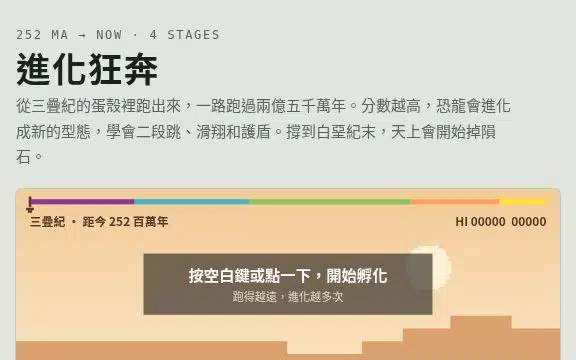 252 MA → NOW · 4 STAGES
進化狂奔
從三疊紀的蛋殼裡跑出來，一路跑過兩億五千萬年。分數越高，恐龍會進化
成新的型態，學會二段跳、滑翔和護盾。撐到白堊紀末，天上會開始掉隕
石。
三疊紀 · 距今 252 百萬年
HI 00000 00000
按空白鍵或點一下，開始孵化
跑得越遠，進化越多次